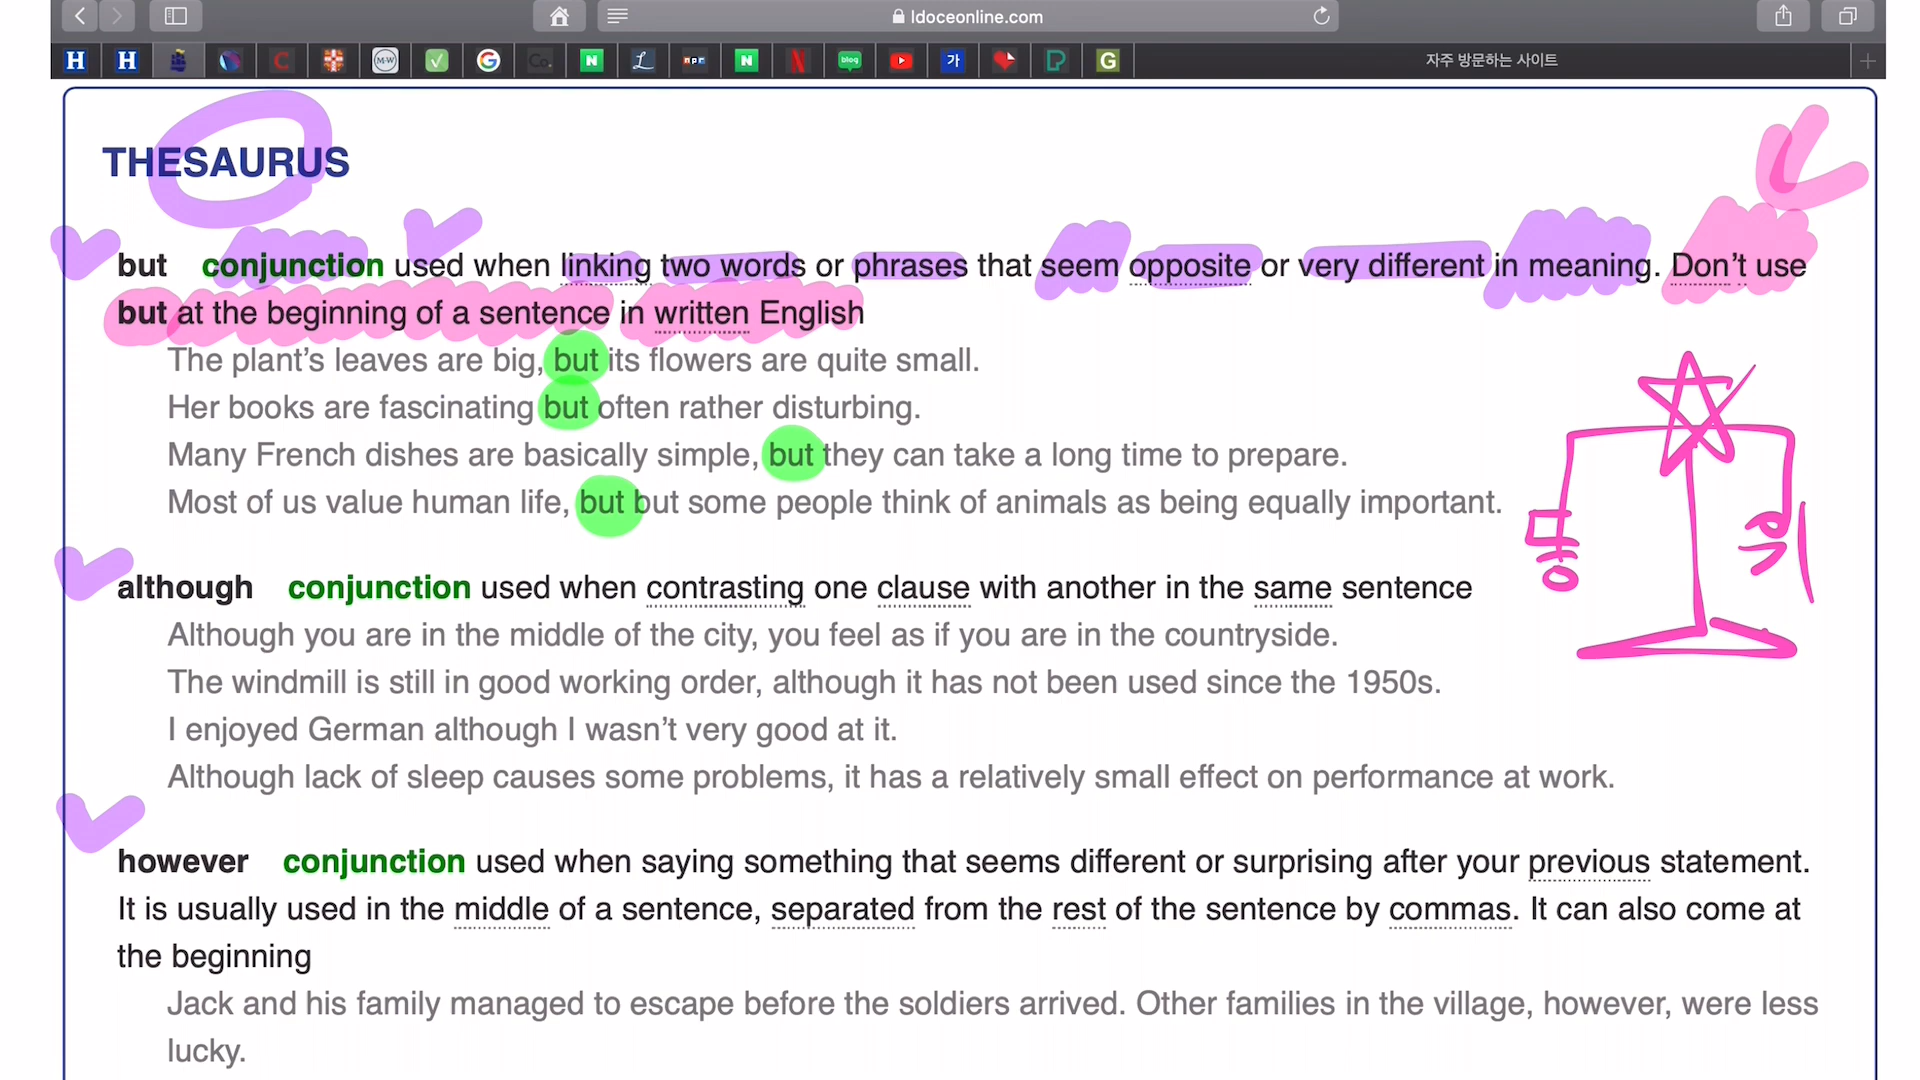 ldoceonline.com
H H C M-W G Co. N L npr N N blog 가 P G 자주 방문하는 사이트
THESAURUS
but conjunction used when linking two words or phrases that seem opposite or very different in meaning. Don’t use
but at the beginning of a sentence in written English
The plant’s leaves are big, but its flowers are quite small.
Her books are fascinating but often rather disturbing.
Many French dishes are basically simple, but they can take a long time to prepare.
Most of us value human life, but but some people think of animals as being equally important.
although conjunction used when contrasting one clause with another in the same sentence
Although you are in the middle of the city, you feel as if you are in the countryside.
The windmill is still in good working order, although it has not been used since the 1950s.
I enjoyed German although I wasn’t very good at it.
Although lack of sleep causes some problems, it has a relatively small effect on performance at work.
however conjunction used when saying something that seems different or surprising after your previous statement.
It is usually used in the middle of a sentence, separated from the rest of the sentence by commas. It can also come at
the beginning
Jack and his family managed to escape before the soldiers arrived. Other families in the village, however, were less
lucky.